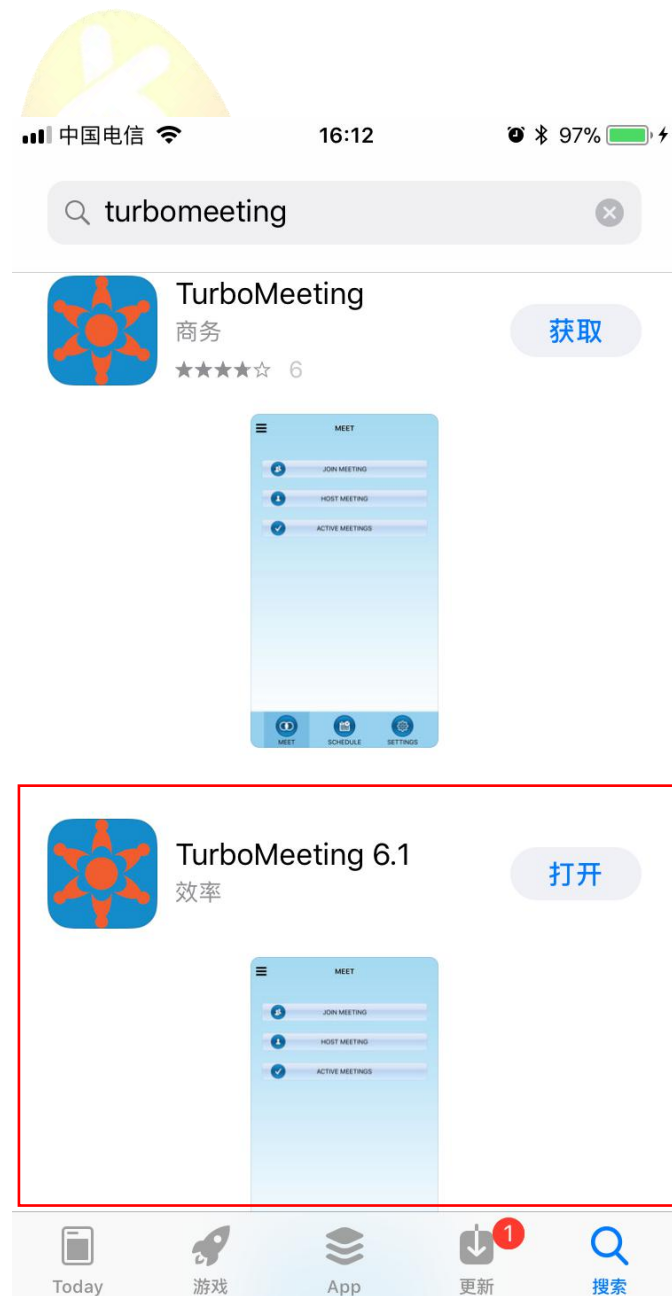 中国电信 16:12 97%
turbomeeting
TurboMeeting
商务
获取
★★★★☆ 6
MEET
JOIN MEETING
HOST MEETING
ACTIVE MEETINGS
MEET SCHEDULE SETTINGS
TurboMeeting 6.1
效率
打开
MEET
JOIN MEETING
HOST MEETING
ACTIVE MEETINGS
1
Today 游戏 App 更新 搜索